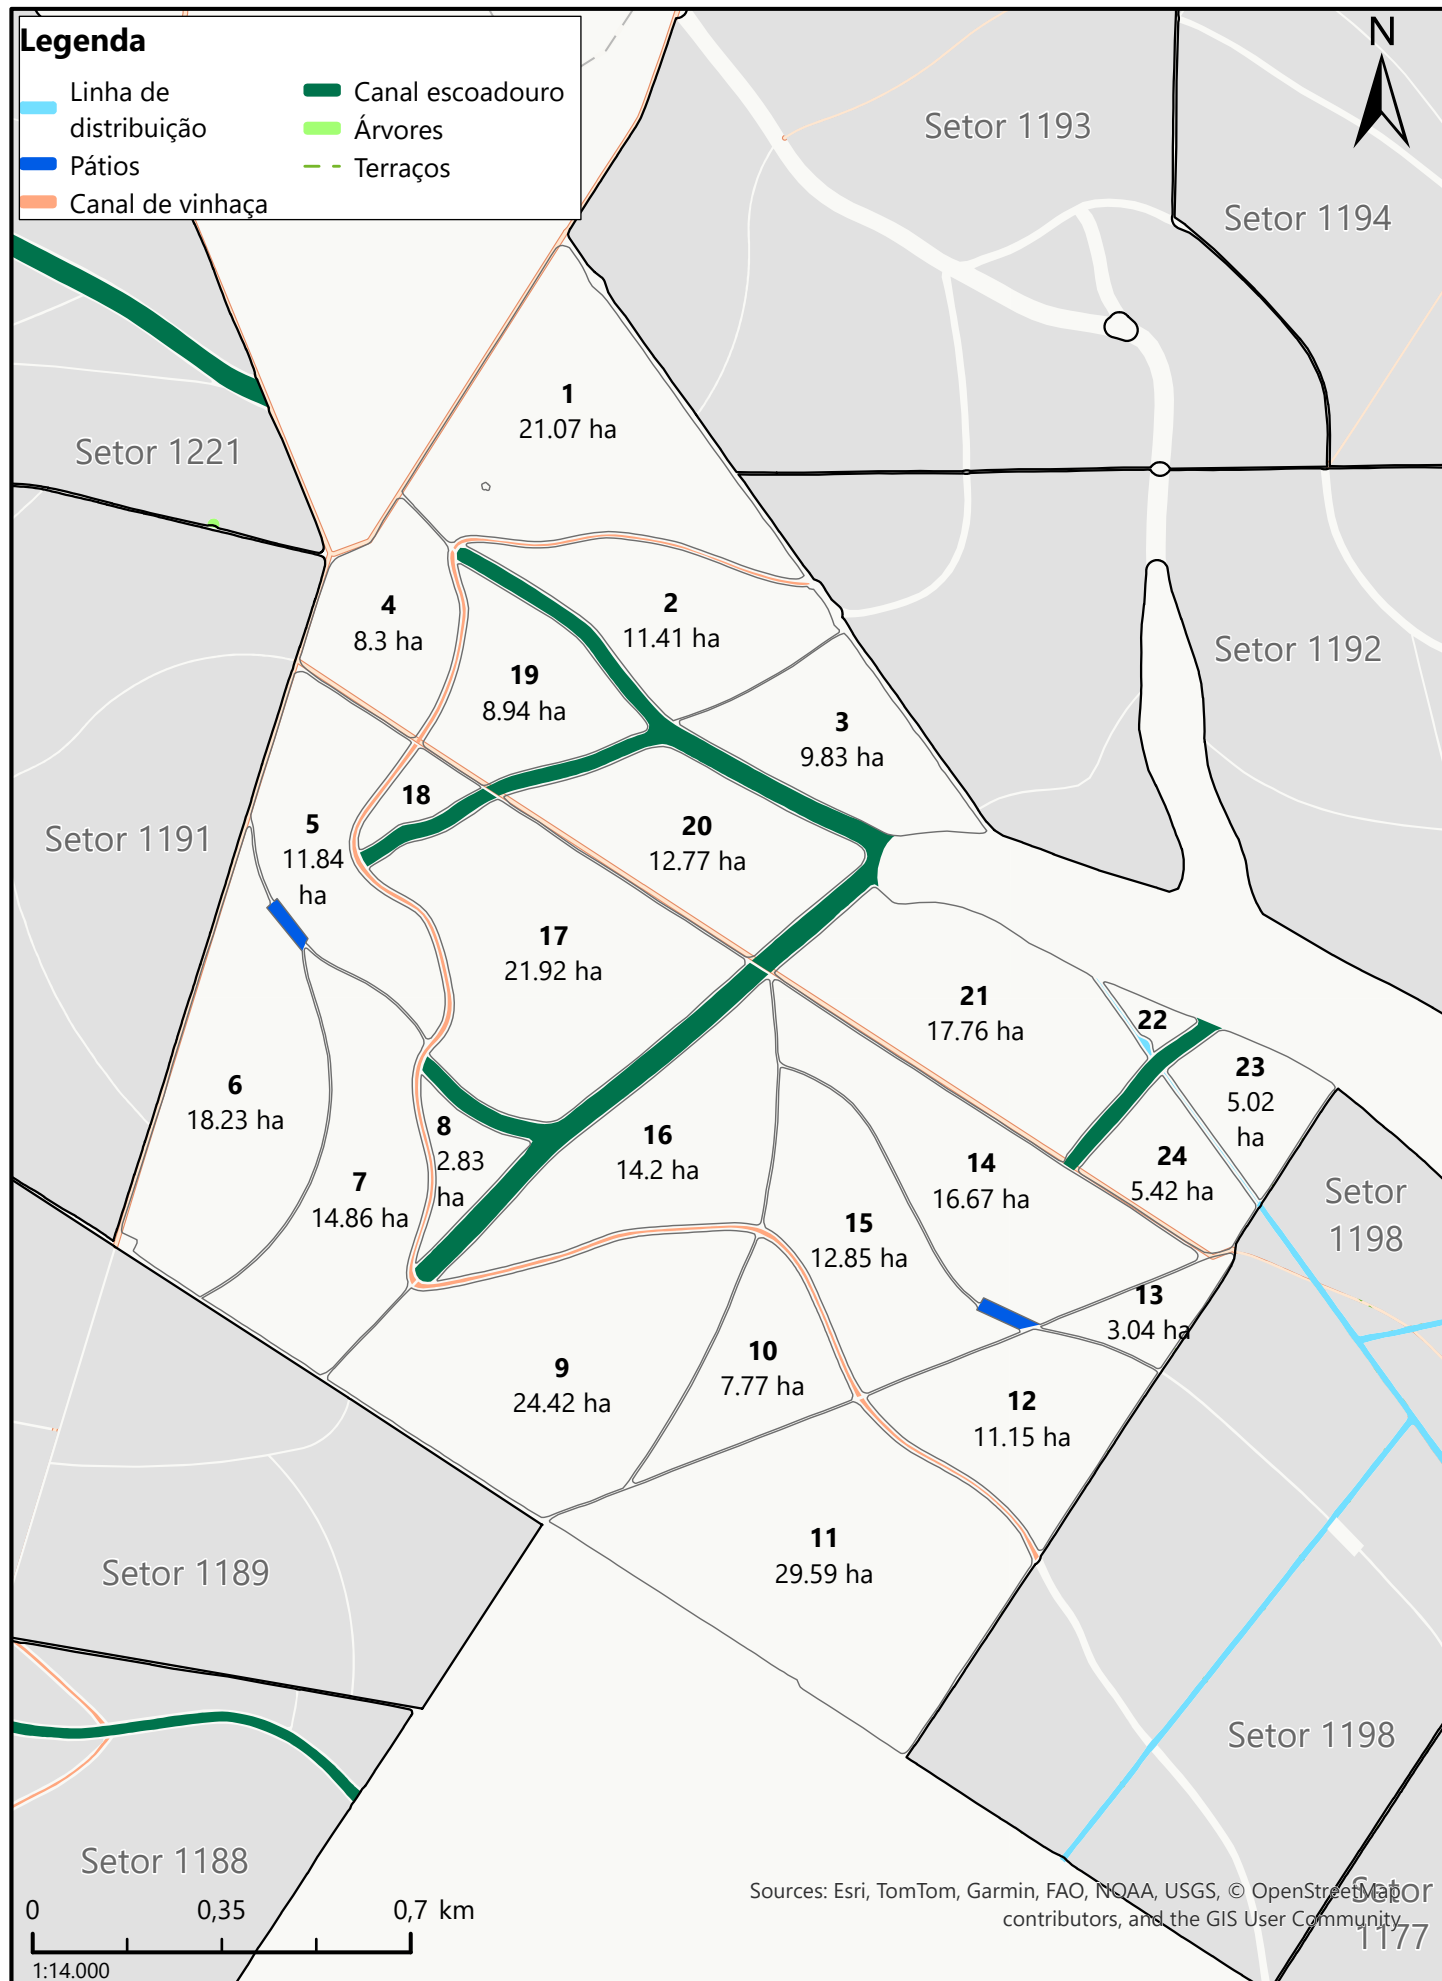 Legenda
Linha de
distribuição
Pátios
Canal de vinhaça
Canal escoadouro
Árvores
Terraços
N
Setor 1193
Setor 1194
Setor 1221
1
21.07 ha
4
8.3 ha
2
11.41 ha
Setor 1192
19
8.94 ha
3
9.83 ha
18
Setor 1191
5
11.84
ha
20
12.77 ha
17
21.92 ha
21
17.76 ha
22
23
5.02
ha
6
18.23 ha
8
2.83
ha
16
14.2 ha
14
16.67 ha
24
5.42 ha
Setor
1198
7
14.86 ha
15
12.85 ha
13
3.04 ha
9
24.42 ha
10
7.77 ha
12
11.15 ha
11
29.59 ha
Setor 1189
Setor 1198
Setor 1188
Setor
1177
0 0,35 0,7 km
1:14.000
Sources: Esri, TomTom, Garmin, FAO, NOAA, USGS, © OpenStreetMap
contributors, and the GIS User Community